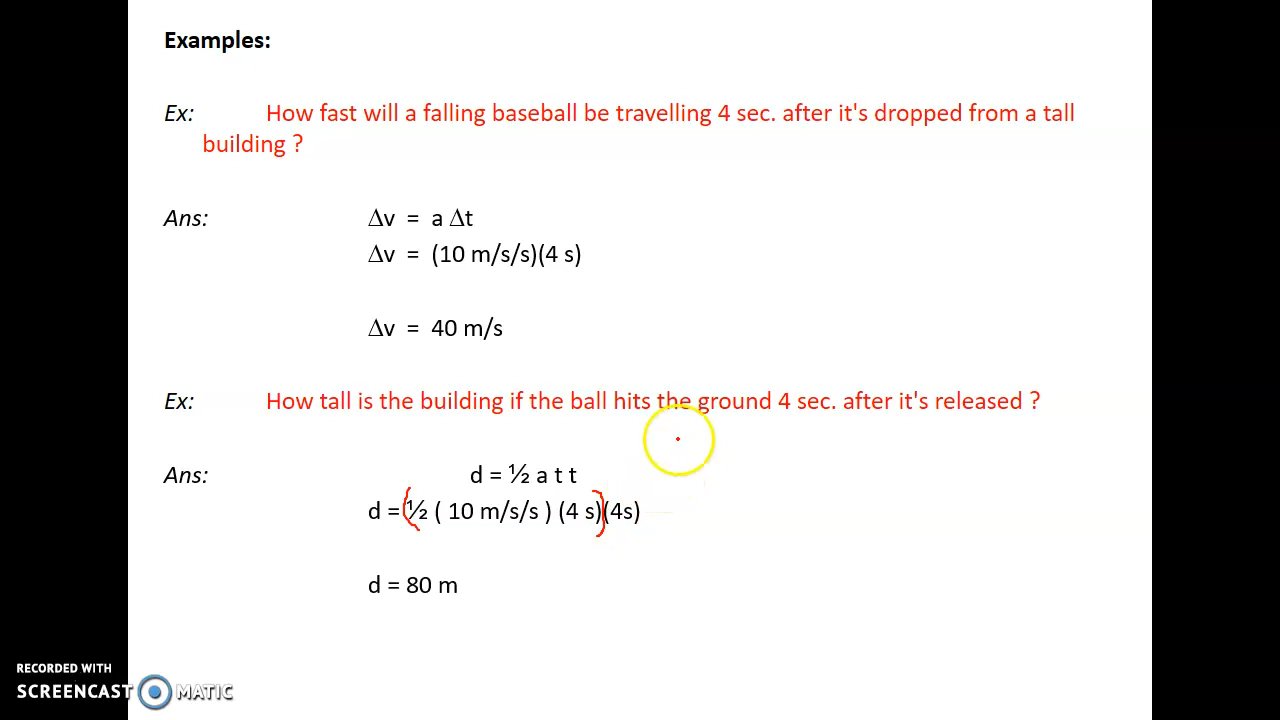 Examples:
Ex: How fast will a falling baseball be travelling 4 sec. after it's dropped from a tall
building ?
Ans: Δv = a Δt
Δv = (10 m/s/s)(4 s)
Δv = 40 m/s
Ex: How tall is the building if the ball hits the ground 4 sec. after it's released ?
Ans: d = ½ a t t
d = (½ ( 10 m/s/s ) (4 s))(4s)
d = 80 m
RECORDED WITH
SCREENCAST MATIC